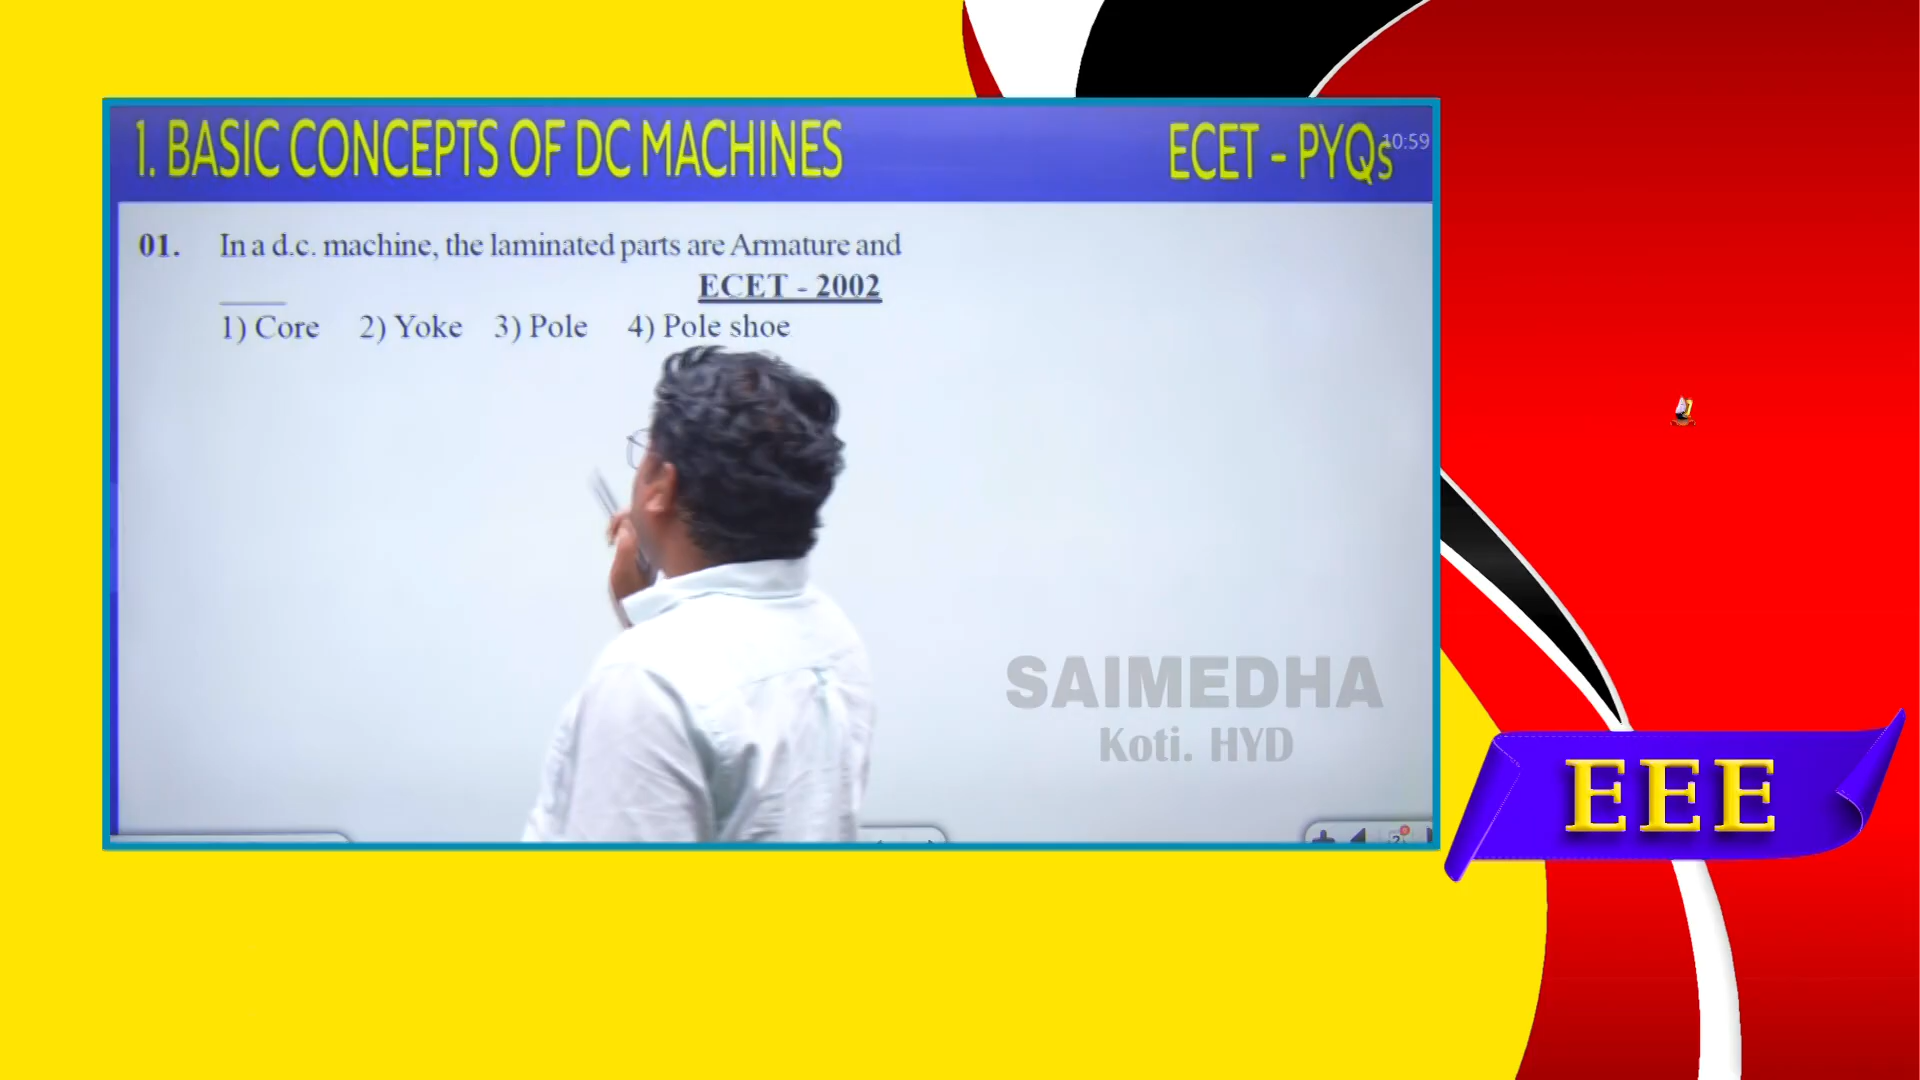 1. BASIC CONCEPTS OF DC MACHINES
ECET – PYQs
10:59
01. In a d.c. machine, the laminated parts are Armature and
____
ECET - 2002
1) Core 2) Yoke 3) Pole 4) Pole shoe
SAIMEDHA
Koti. HYD
EEE